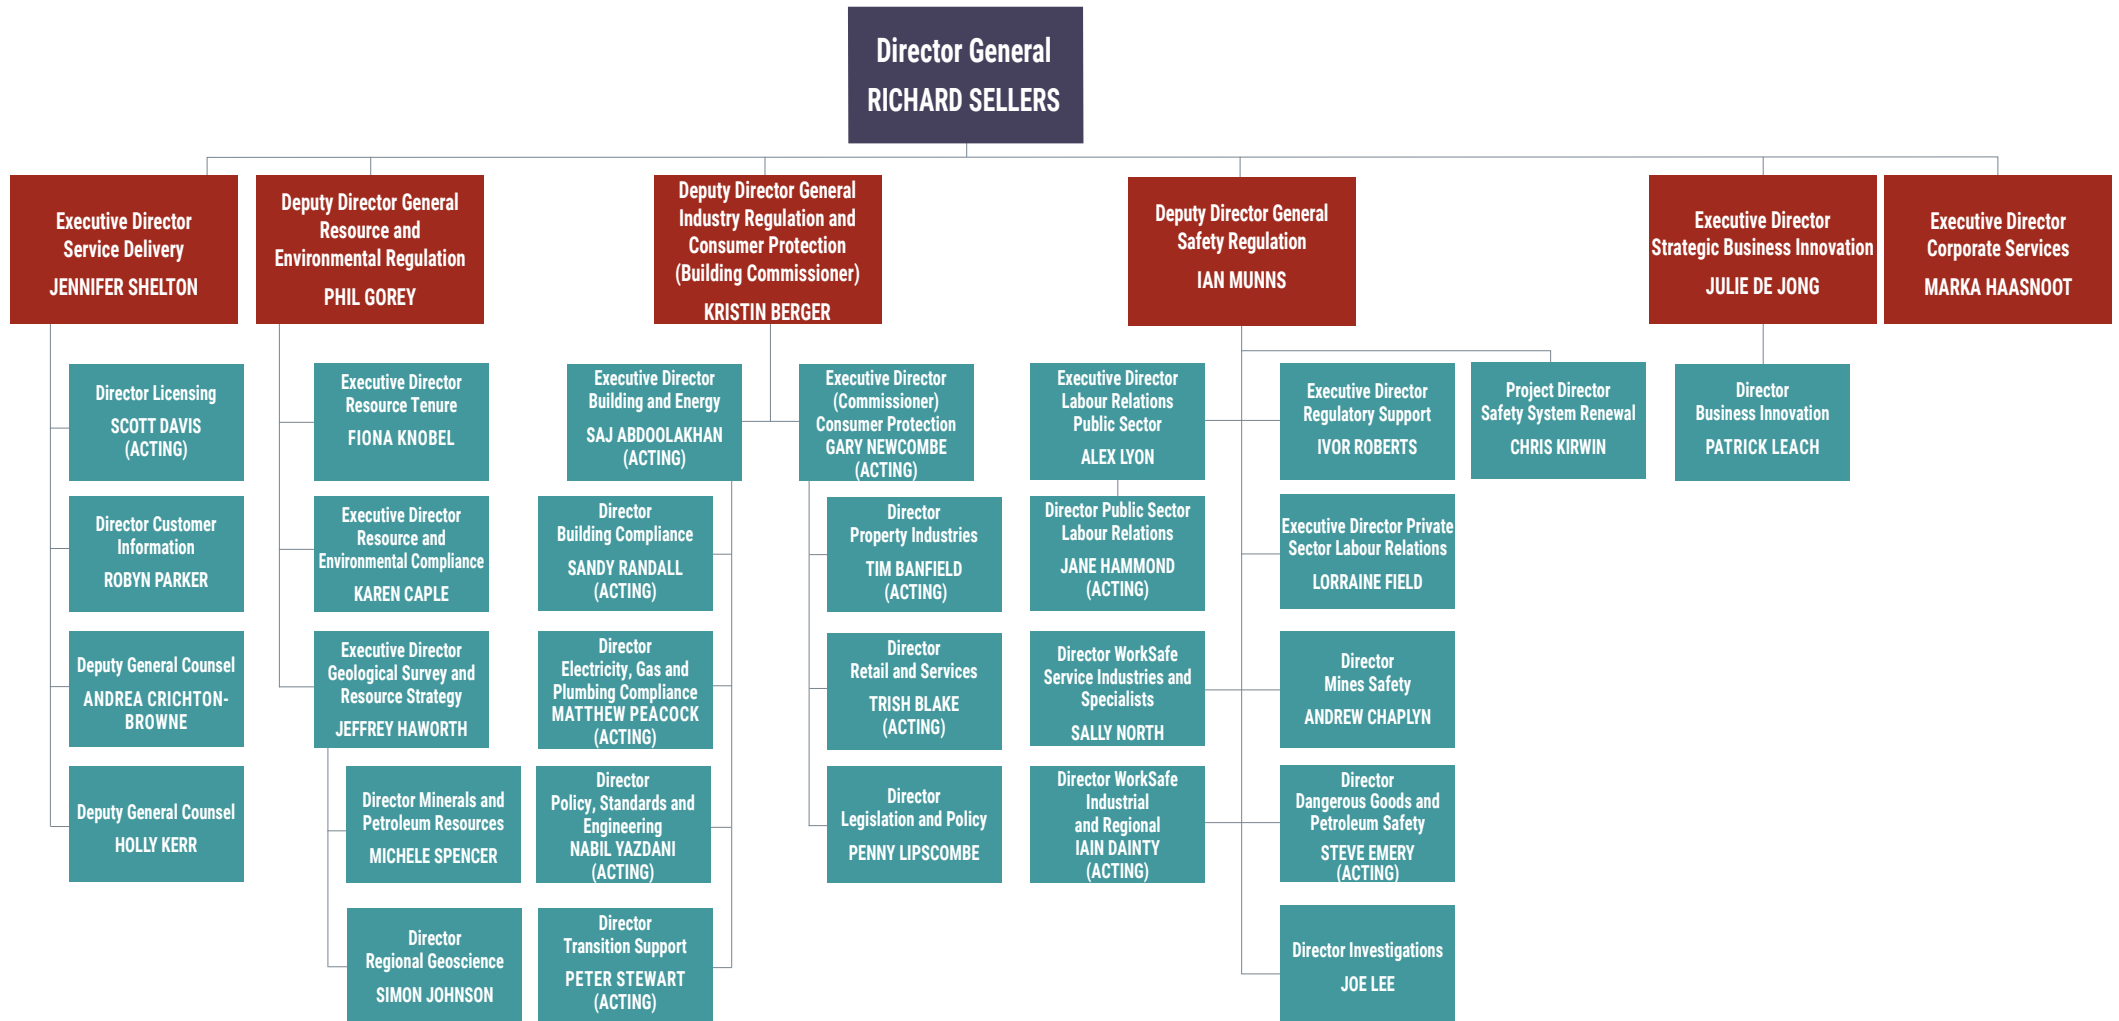 Director General
RICHARD SELLERS
Executive Director
Service Delivery
JENNIFER SHELTON
Deputy Director General
Resource and
Environmental Regulation
PHIL GOREY
Deputy Director General
Industry Regulation and
Consumer Protection
(Building Commissioner)
KRISTIN BERGER
Deputy Director General
Safety Regulation
IAN MUNNS
Executive Director
Strategic Business Innovation
JULIE DE JONG
Executive Director
Corporate Services
MARKA HAASNOOT
Director Licensing
SCOTT DAVIS
(ACTING)
Director Customer
Information
ROBYN PARKER
Deputy General Counsel
ANDREA CRICHTON-
BROWNE
Deputy General Counsel
HOLLY KERR
Executive Director
Resource Tenure
FIONA KNOBEL
Executive Director
Resource and
Environmental Compliance
KAREN CAPLE
Executive Director
Geological Survey and
Resource Strategy
JEFFREY HAWORTH
Director Minerals and
Petroleum Resources
MICHELE SPENCER
Director
Regional Geoscience
SIMON JOHNSON
Executive Director
Building and Energy
SAJ ABDOOLAKHAN
(ACTING)
Director
Building Compliance
SANDY RANDALL
(ACTING)
Director
Electricity, Gas and
Plumbing Compliance
MATTHEW PEACOCK
(ACTING)
Director
Policy, Standards and
Engineering
NABIL YAZDANI
(ACTING)
Director
Transition Support
PETER STEWART
(ACTING)
Executive Director
(Commissioner)
Consumer Protection
GARY NEWCOMBE
(ACTING)
Director
Property Industries
TIM BANFIELD
(ACTING)
Director
Retail and Services
TRISH BLAKE
(ACTING)
Director
Legislation and Policy
PENNY LIPSCOMBE
Executive Director
Labour Relations
Public Sector
ALEX LYON
Director Public Sector
Labour Relations
JANE HAMMOND
(ACTING)
Director WorkSafe
Service Industries and
Specialists
SALLY NORTH
Director WorkSafe
Industrial
and Regional
IAIN DAINTY
(ACTING)
Executive Director
Regulatory Support
IVOR ROBERTS
Executive Director Private
Sector Labour Relations
LORRAINE FIELD
Director
Mines Safety
ANDREW CHAPLYN
Director
Dangerous Goods and
Petroleum Safety
STEVE EMERY
(ACTING)
Director Investigations
JOE LEE
Project Director
Safety System Renewal
CHRIS KIRWIN
Director
Business Innovation
PATRICK LEACH